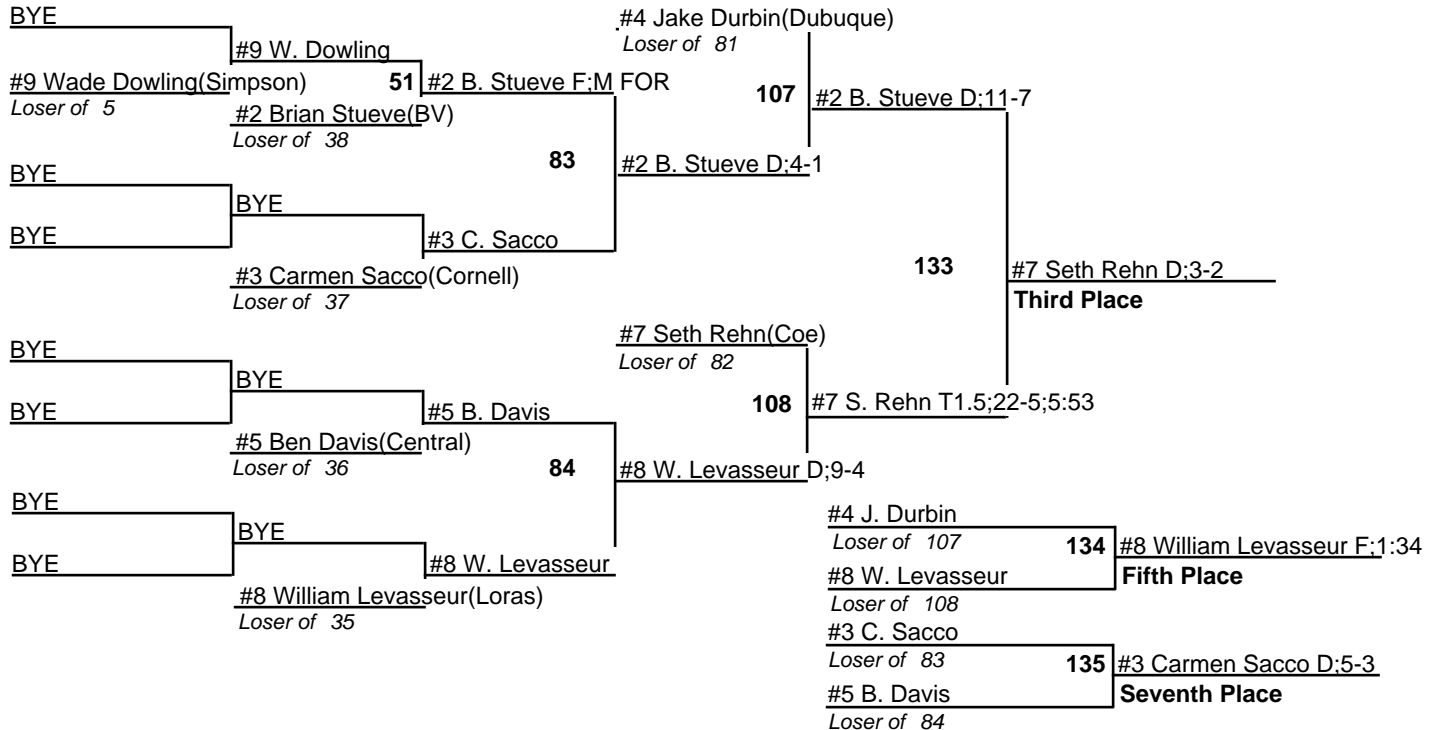 BYE
#9 W. Dowling
#9 Wade Dowling(Simpson)
Loser of 5
51
#2 B. Stueve F;M FOR
#2 Brian Stueve(BV)
Loser of 38
83
#2 B. Stueve D;4-1
BYE
BYE
BYE
#3 C. Sacco
#3 Carmen Sacco(Cornell)
Loser of 37
#4 Jake Durbin(Dubuque)
Loser of 81
107
#2 B. Stueve D;11-7
133
#7 Seth Rehn D;3-2
Third Place
BYE
BYE
BYE
#5 B. Davis
#5 Ben Davis(Central)
Loser of 36
84
#8 W. Levasseur D;9-4
BYE
BYE
BYE
#8 W. Levasseur
#8 William Levasseur(Loras)
Loser of 35
#7 Seth Rehn(Coe)
Loser of 82
108
#7 S. Rehn T1.5;22-5;5:53
#4 J. Durbin
Loser of 107
134
#8 William Levasseur F;1:34
Fifth Place
#8 W. Levasseur
Loser of 108
#3 C. Sacco
Loser of 83
135
#3 Carmen Sacco D;5-3
Seventh Place
#5 B. Davis
Loser of 84